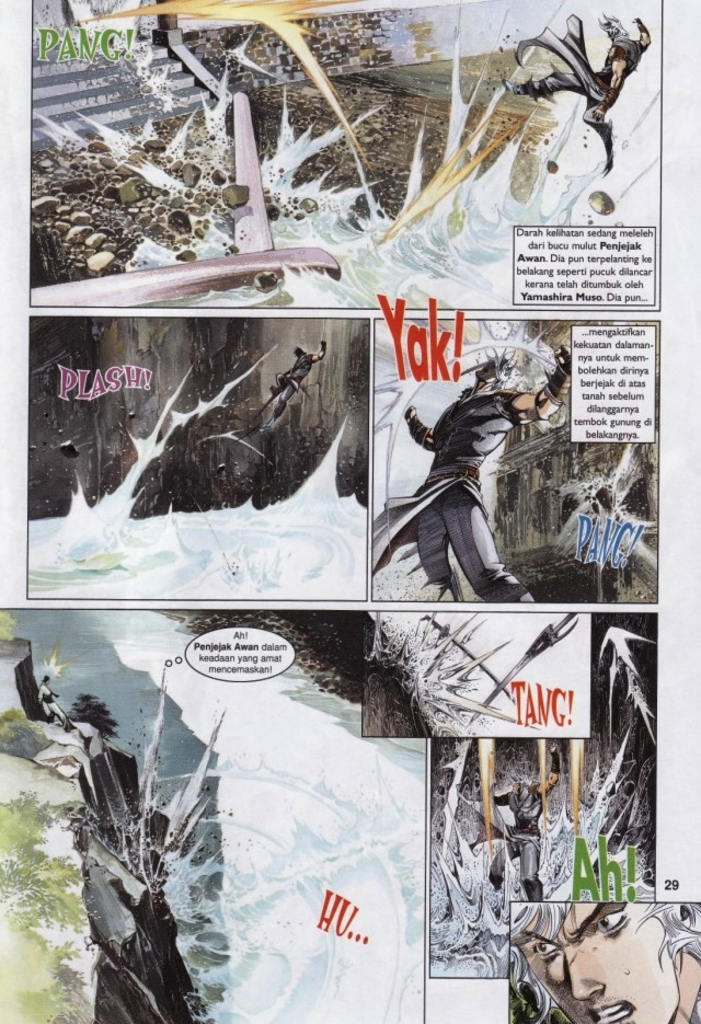 PANG!
Darah kelihatan sedang meleleh
dari bucu mulut Penjejak
Awan. Dia pun terpelanting ke
belakang seperti pucuk dilancar
kerana telah ditumbuk oleh
Yamashira Muso. Dia pun...
PLASH!
Yak!
...mengaktifkan
kekuatan dalaman-
nya untuk mem-
bolehkan dirinya
berjejak di atas
tanah sebelum
dilanggarnya
tembok gunung di
belakangnya.
PANG!
Ah!
Penjejak Awan dalam
keadaan yang amat
mencemaskan!
TANG!
HU...
Ah!
29